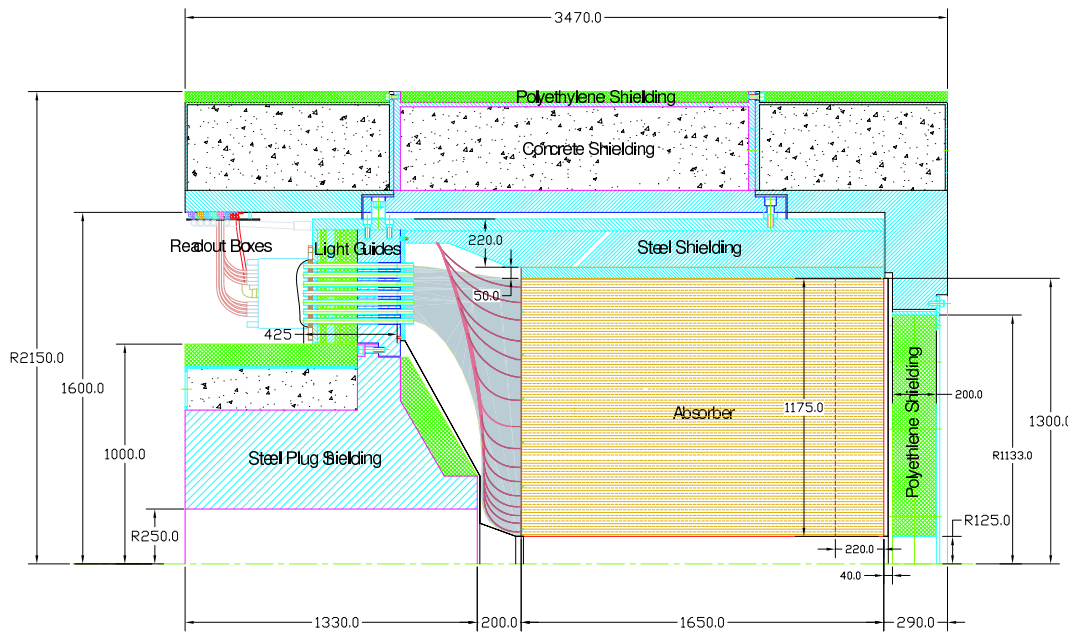 3470.0
Polyethylene Shielding
Concrete Shielding
Readout Boxes
Light Guides
220.0
Steel Shielding
50.0
425
R2150.0
1600.0
1000.0
R250.0
Steel Plug Shielding
Absorber
1175.0
Polyethlene Shielding
200.0
1300.0
R1133.0
R125.0
220.0
40.0
1330.0
200.0
1650.0
290.0